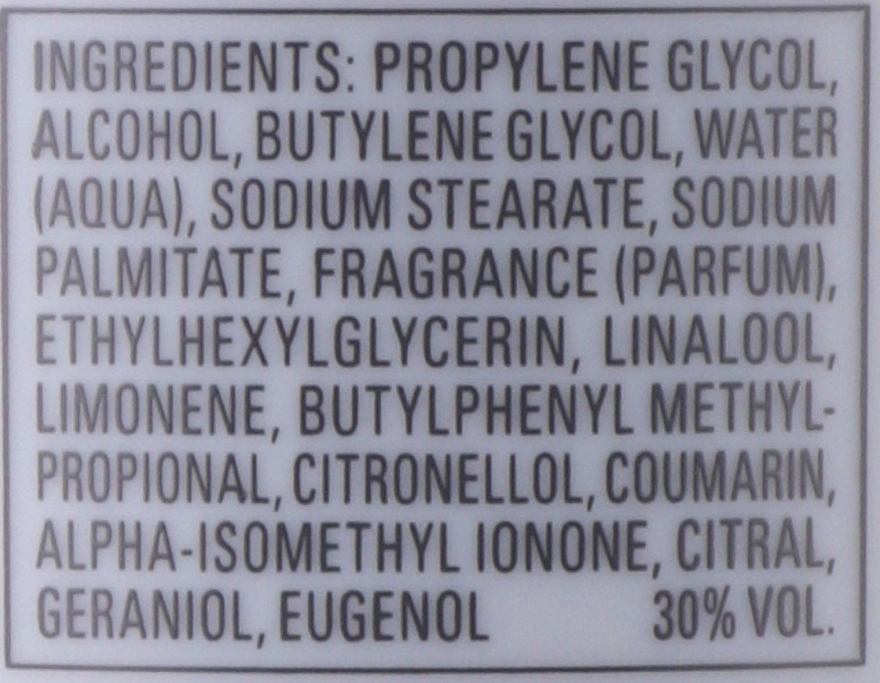 INGREDIENTS: PROPYLENE GLYCOL,
ALCOHOL, BUTYLENE GLYCOL, WATER
(AQUA), SODIUM STEARATE, SODIUM
PALMITATE, FRAGRANCE (PARFUM),
ETHYLHEXYLGLYCERIN, LINALOOL,
LIMONENE, BUTYLPHENYL METHYL-
PROPIONAL, CITRONELLOL, COUMARIN,
ALPHA-ISOMETHYL IONONE, CITRAL,
GERANIOL, EUGENOL 30% VOL.